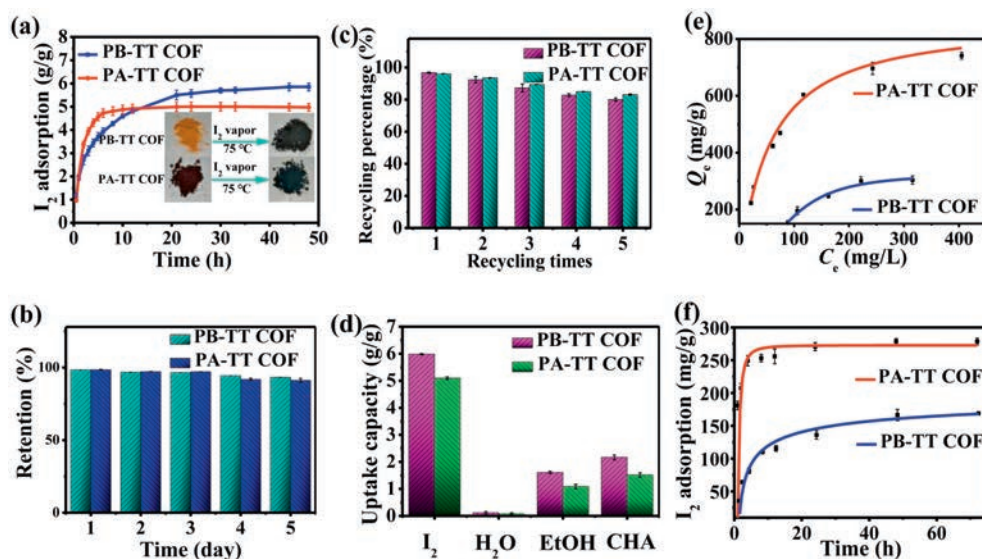 (a)
I2 adsorption (g/g)
8
7
6
5
4
3
2
1
0
PB-TT COF
PA-TT COF
PB-TT COF
I2 vapor
75 °C
PA-TT COF
I2 vapor
75 °C
0 10 20 30 40 50
Time (h)
(c)
Recycling percentage (%)
100
80
60
40
20
0
PB-TT COF
PA-TT COF
1 2 3 4 5
Recycling times
(e)
Qe (mg/g)
800
600
400
200
PA-TT COF
PB-TT COF
0 100 200 300 400
Ce (mg/L)
(b)
Retention (%)
100
50
0
PB-TT COF
PA-TT COF
1 2 3 4 5
Time (day)
(d)
Uptake capacity (g/g)
7
6
5
4
3
2
1
0
PB-TT COF
PA-TT COF
I2 H2O EtOH CHA
(f)
I2 adsorption (mg/g)
300
250
200
150
100
50
PA-TT COF
PB-TT COF
0 20 40 60
Time (h)